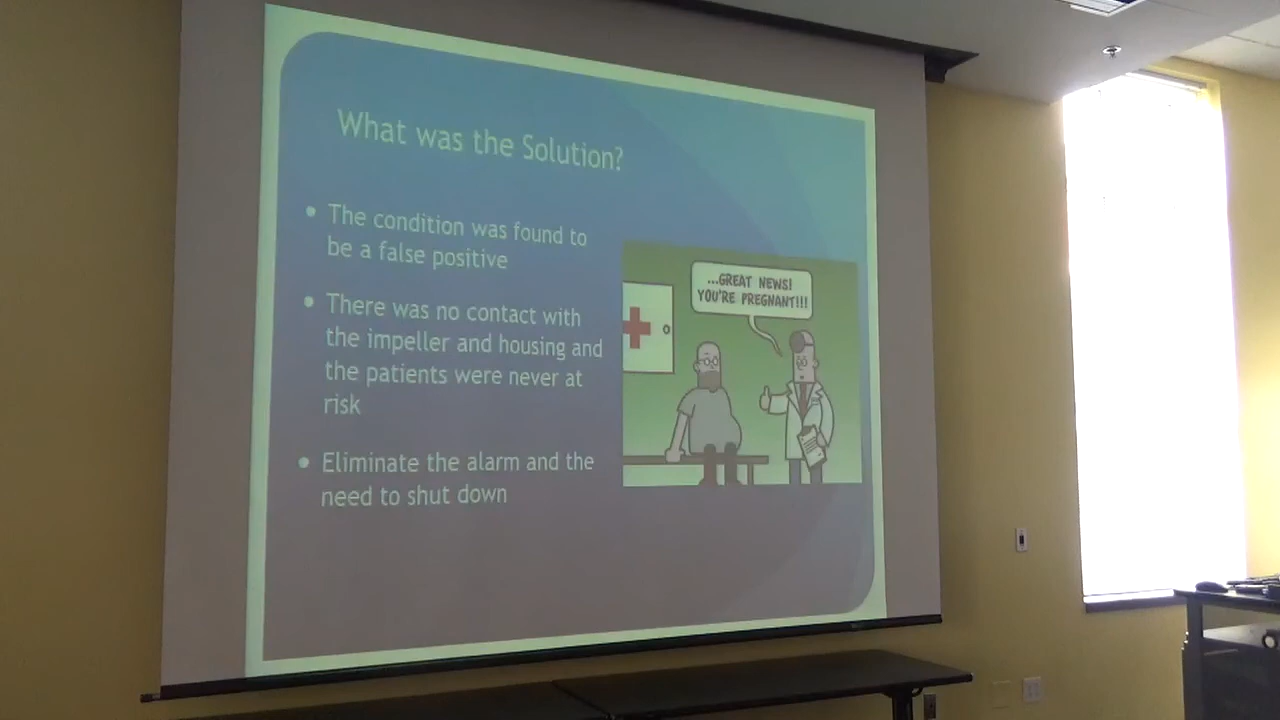 What was the Solution?
• The condition was found to
be a false positive
• There was no contact with
the impeller and housing and
the patients were never at
risk
• Eliminate the alarm and the
need to shut down
...GREAT NEWS!
YOU'RE PREGNANT!!!